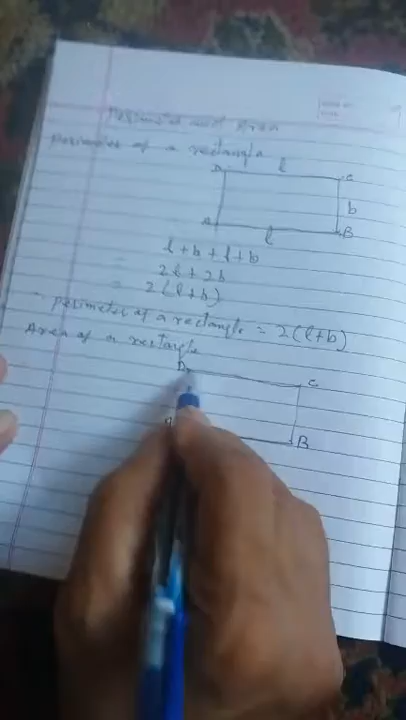 Perimeter and Area
Perimeter of a rectangle
D l C
b
A l B
l + b + l + b
= 2l + 2b
= 2(l+b)
Perimeter of a rectangle = 2(l+b)
Area of a rectangle
D C
A B